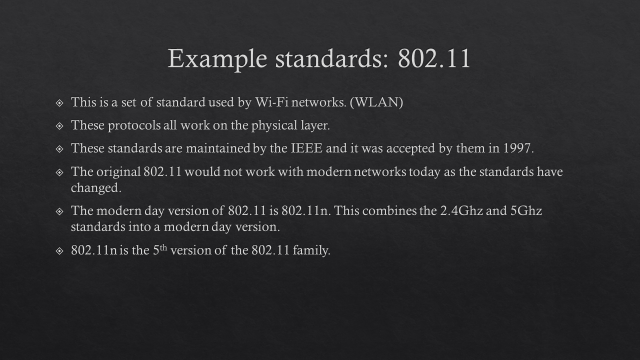 Example standards: 802.11
This is a set of standard used by Wi-Fi networks. (WLAN)
These protocols all work on the physical layer.
These standards are maintained by the IEEE and it was accepted by them in 1997.
The original 802.11 would not work with modern networks today as the standards have
changed.
The modern day version of 802.11 is 802.11n. This combines the 2.4Ghz and 5Ghz
standards into a modern day version.
802.11n is the 5th version of the 802.11 family.